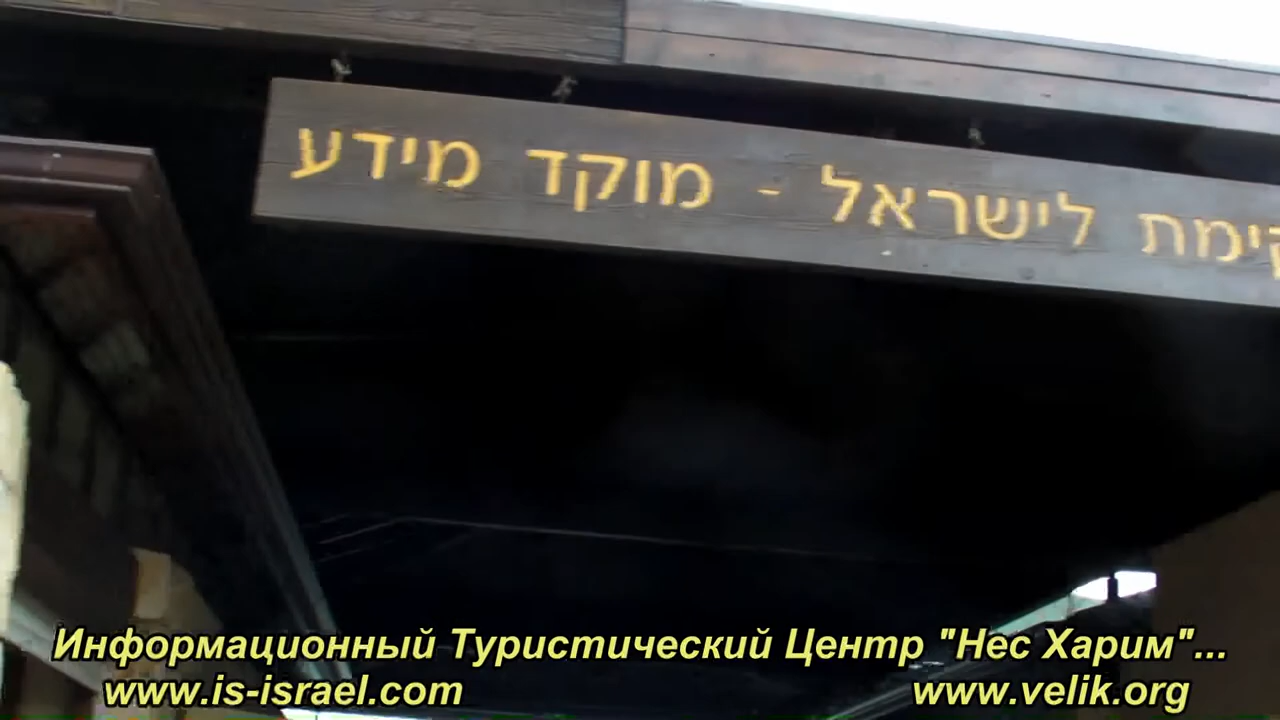 קימת לישראל - מוקד מידע
Информационный Туристический Центр "Нес Харим"...
www.is-israel.com
www.velik.org